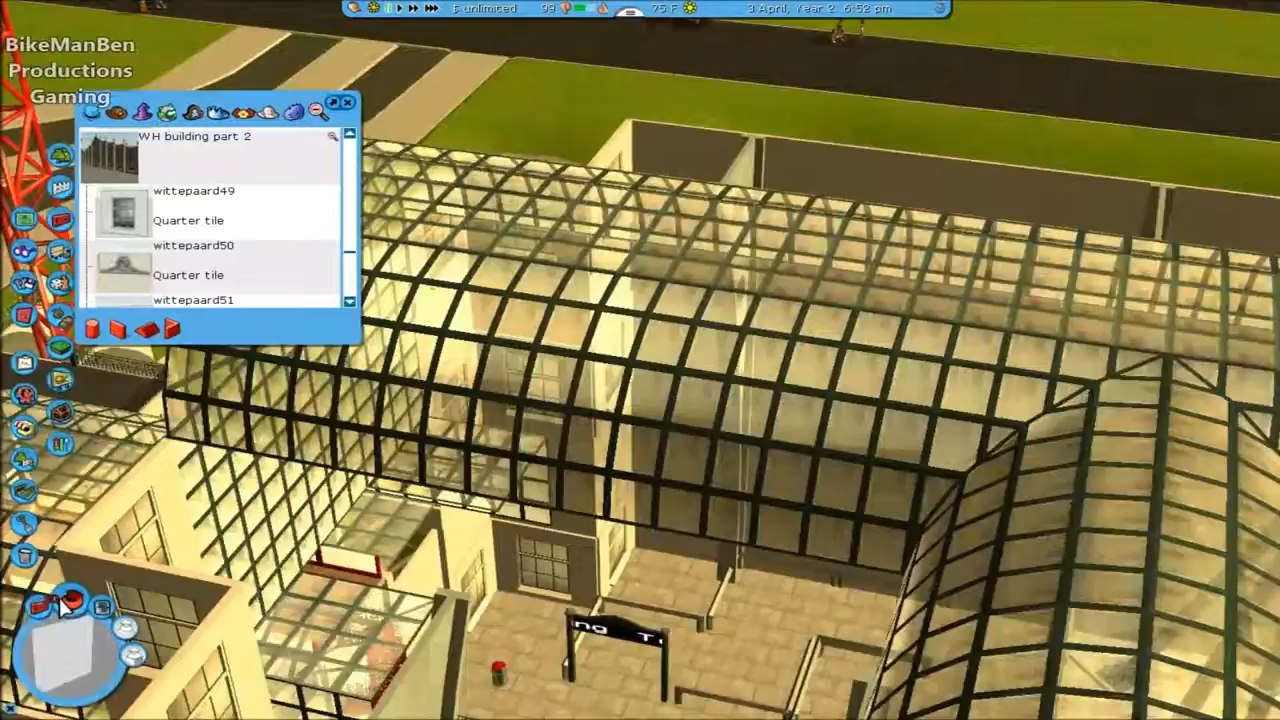 $ unlimited 99 75 F 3 April, Year 2 6:52 pm
BikeManBen
Productions
Gaming
WH building part 2
wittepaard49
Quarter tile
wittepaard50
Quarter tile
wittepaard51
ng T